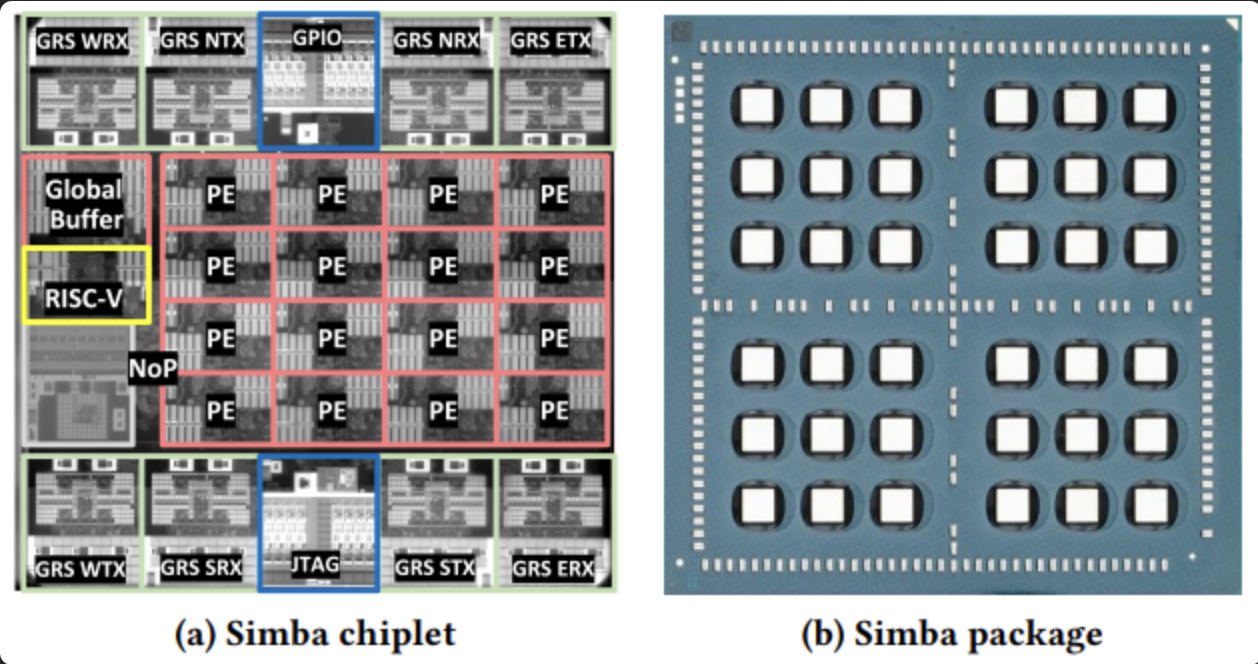 GRS WRX
GRS NTX
GPIO
GRS NRX
GRS ETX
Global
Buffer
PE
PE
PE
PE
RISC-V
PE
PE
PE
PE
NoP
PE
PE
PE
PE
PE
PE
PE
PE
GRS WTX
GRS SRX
JTAG
GRS STX
GRS ERX
(a) Simba chiplet
(b) Simba package